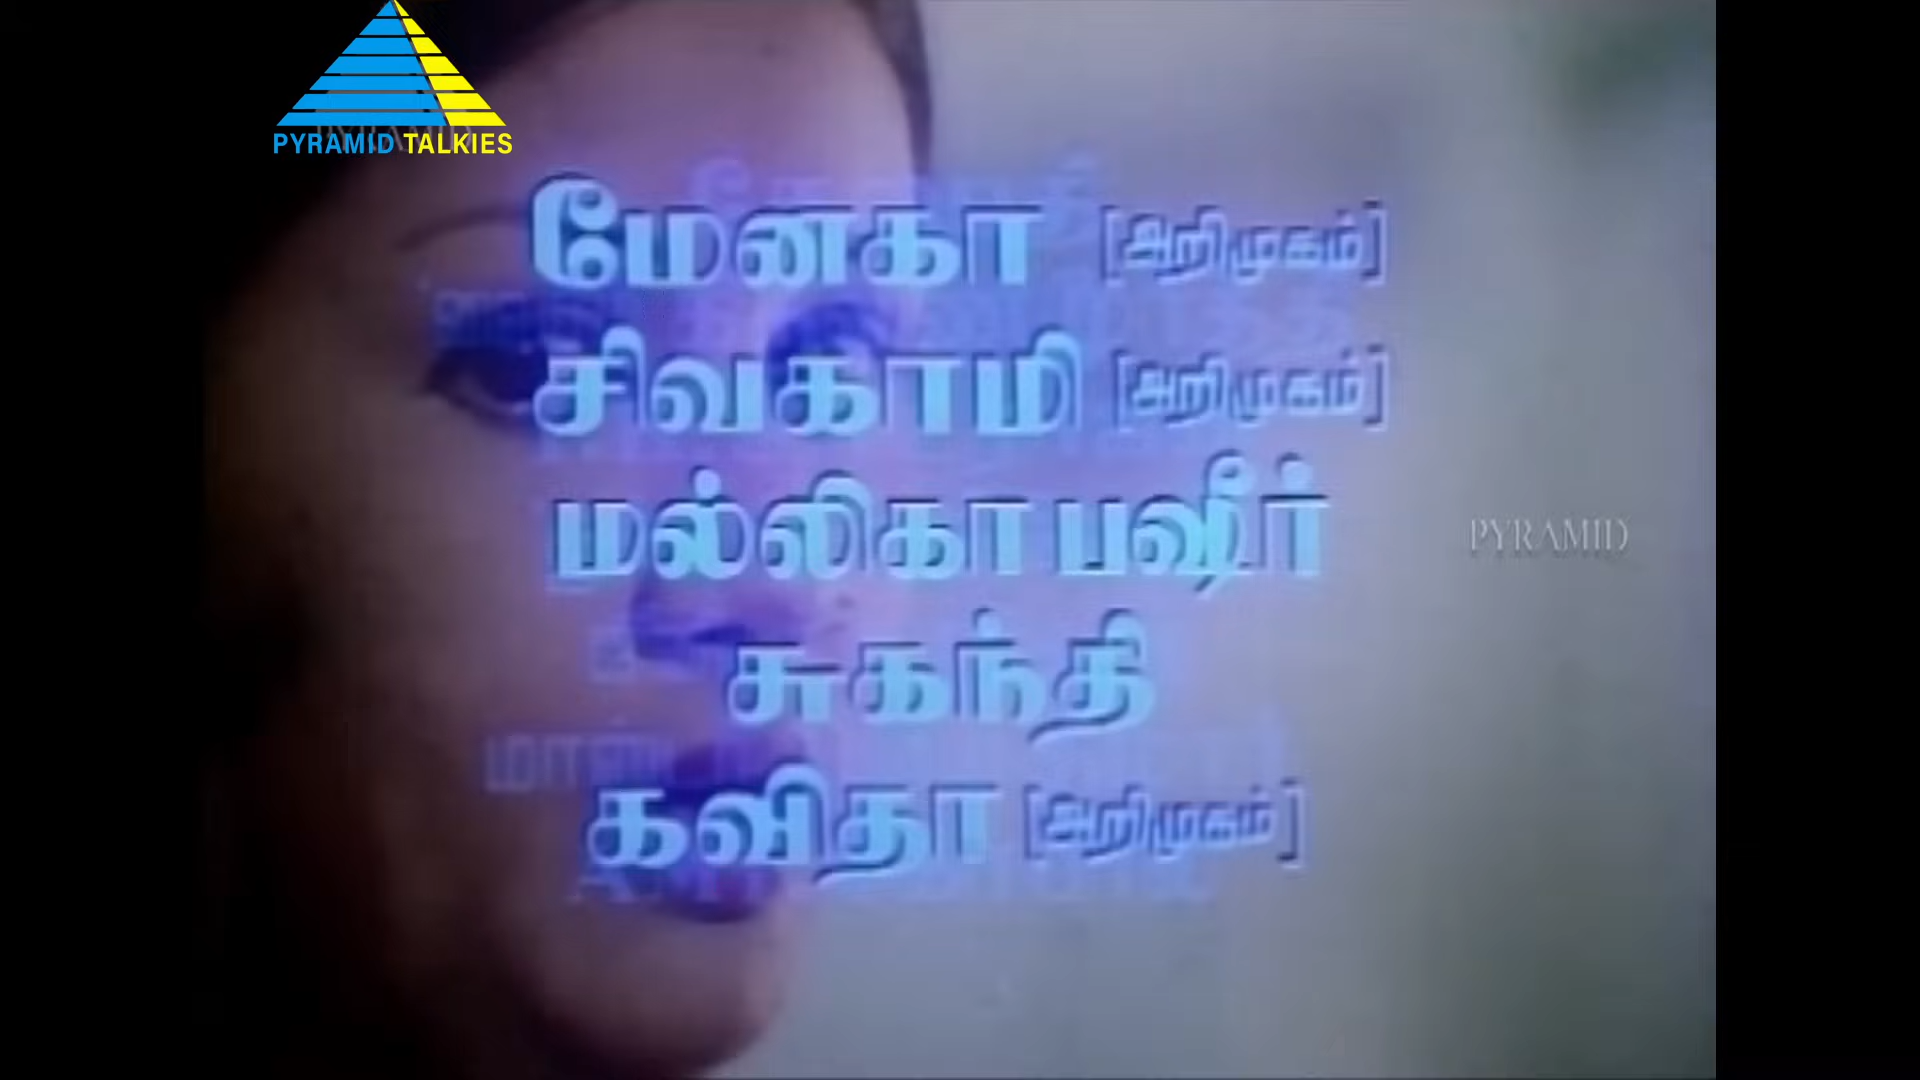 PYRAMID TALKIES
மேனகா [அறிமுகம்]
சிவகாமி [அறிமுகம்]
மல்லிகா பஷீர்
PYRAMID
சுகந்தி
கவிதா [அறிமுகம்]